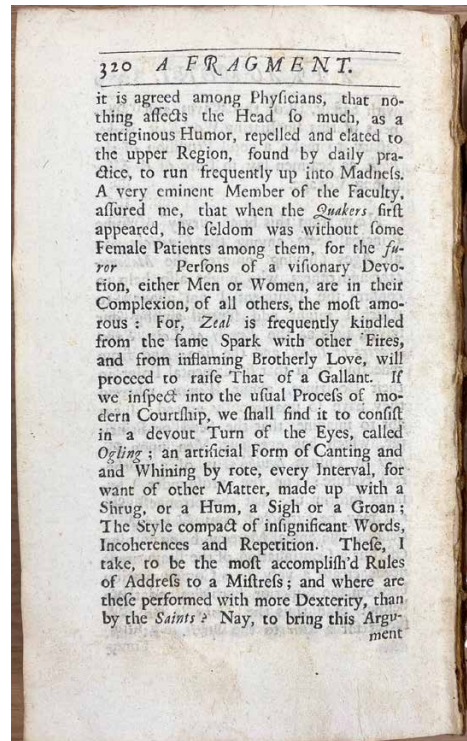 320 A FRAGMENT.
it is agreed among Phyſicians, that no-
thing affects the Head ſo much, as a
tentiginous Humor, repelled and elated to
the upper Region, found by daily pra-
ctice, to run frequently up into Madneſs.
A very eminent Member of the Faculty,
aſſured me, that when the Quakers firſt
appeared, he ſeldom was without ſome
Female Patients among them, for the fu-
ror Perſons of a viſionary Devo-
tion, either Men or Women, are in their
Complexion, of all others, the moſt amo-
rous : For, Zeal is frequently kindled
from the ſame Spark with other Fires,
and from inflaming Brotherly Love, will
proceed to raiſe That of a Gallant. If
we inſpect into the uſual Proceſs of mo-
dern Courtſhip, we ſhall find it to conſiſt
in a devout Turn of the Eyes, called
Ogling ; an artificial Form of Canting and
and Whining by rote, every Interval, for
want of other Matter, made up with a
Shrug, or a Hum, a Sigh or a Groan ;
The Style compact of inſignificant Words,
Incoherences and Repetition. Theſe, I
take, to be the moſt accompliſh'd Rules
of Addreſs to a Miſtreſs ; and where are
theſe performed with more Dexterity, than
by the Saints ? Nay, to bring this Argu-
ment